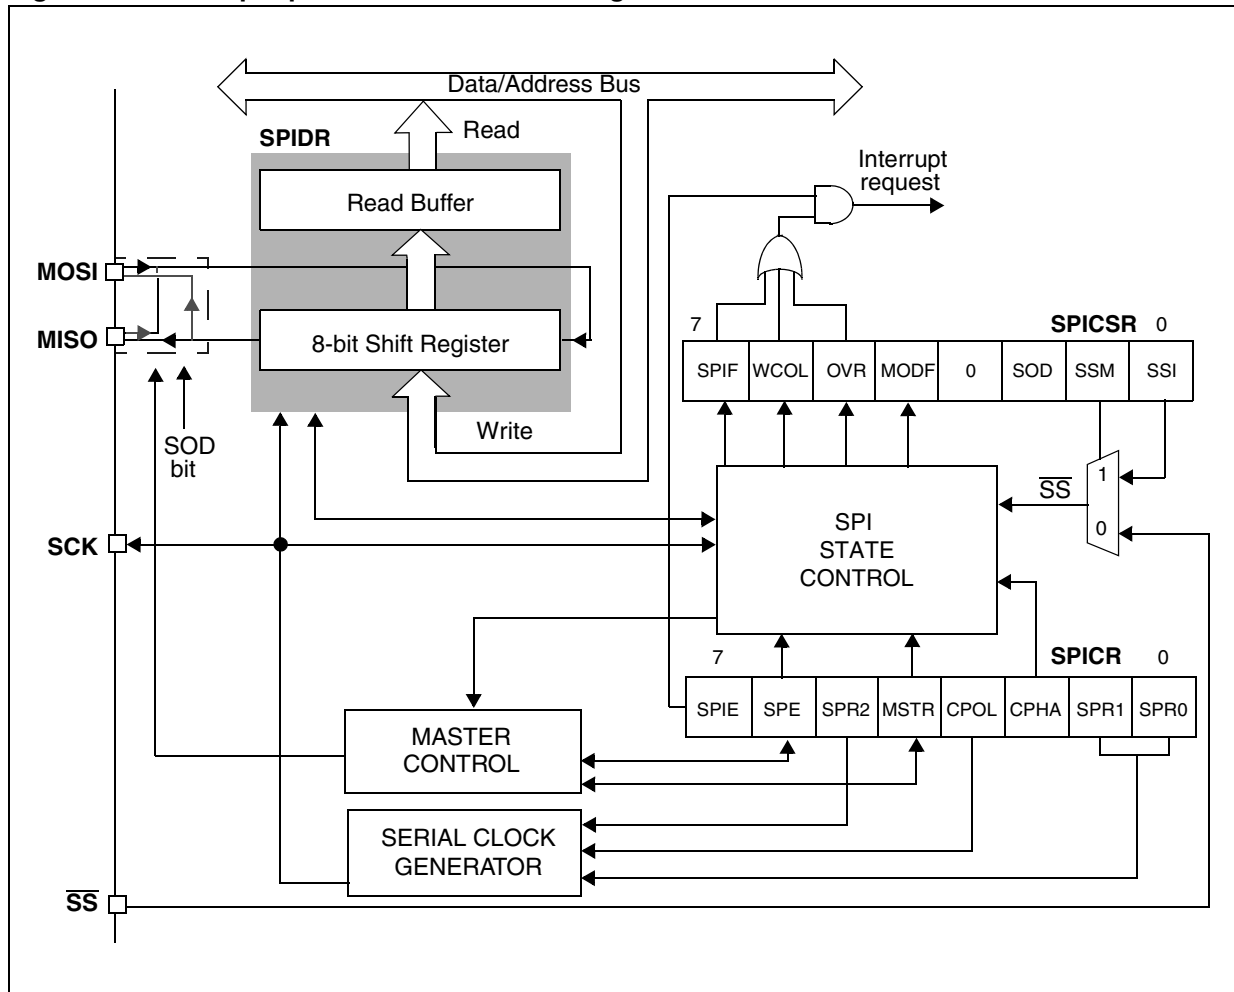 Data/Address Bus
SPIDR
Read
Interrupt
request
Read Buffer
MOSI
MISO
8-bit Shift Register
7
SPICSR 0
SPIF WCOL OVR MODF 0 SOD SSM SSI
Write
SOD
bit
1
SS
0
SPI
STATE
CONTROL
SCK
7
SPICR 0
SPIE SPE SPR2 MSTR CPOL CPHA SPR1 SPR0
MASTER
CONTROL
SERIAL CLOCK
GENERATOR
SS